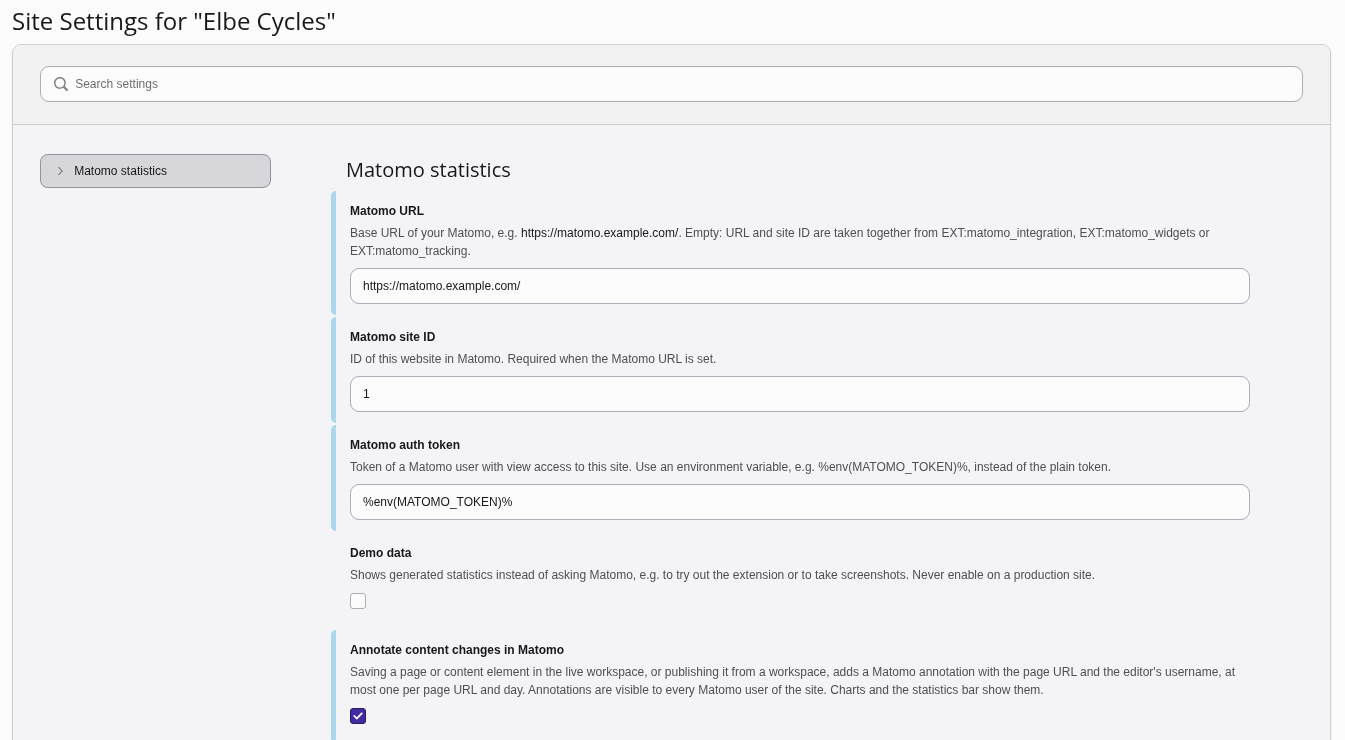 Site Settings for "Elbe Cycles"
Search settings
Matomo statistics
Matomo statistics
Matomo URL
Base URL of your Matomo, e.g. https://matomo.example.com/. Empty: URL and site ID are taken together from EXT:matomo_integration, EXT:matomo_widgets or
EXT:matomo_tracking.
https://matomo.example.com/
Matomo site ID
ID of this website in Matomo. Required when the Matomo URL is set.
1
Matomo auth token
Token of a Matomo user with view access to this site. Use an environment variable, e.g. %env(MATOMO_TOKEN)%, instead of the plain token.
%env(MATOMO_TOKEN)%
Demo data
Shows generated statistics instead of asking Matomo, e.g. to try out the extension or to take screenshots. Never enable on a production site.
Annotate content changes in Matomo
Saving a page or content element in the live workspace, or publishing it from a workspace, adds a Matomo annotation with the page URL and the editor's username, at
most one per page URL and day. Annotations are visible to every Matomo user of the site. Charts and the statistics bar show them.